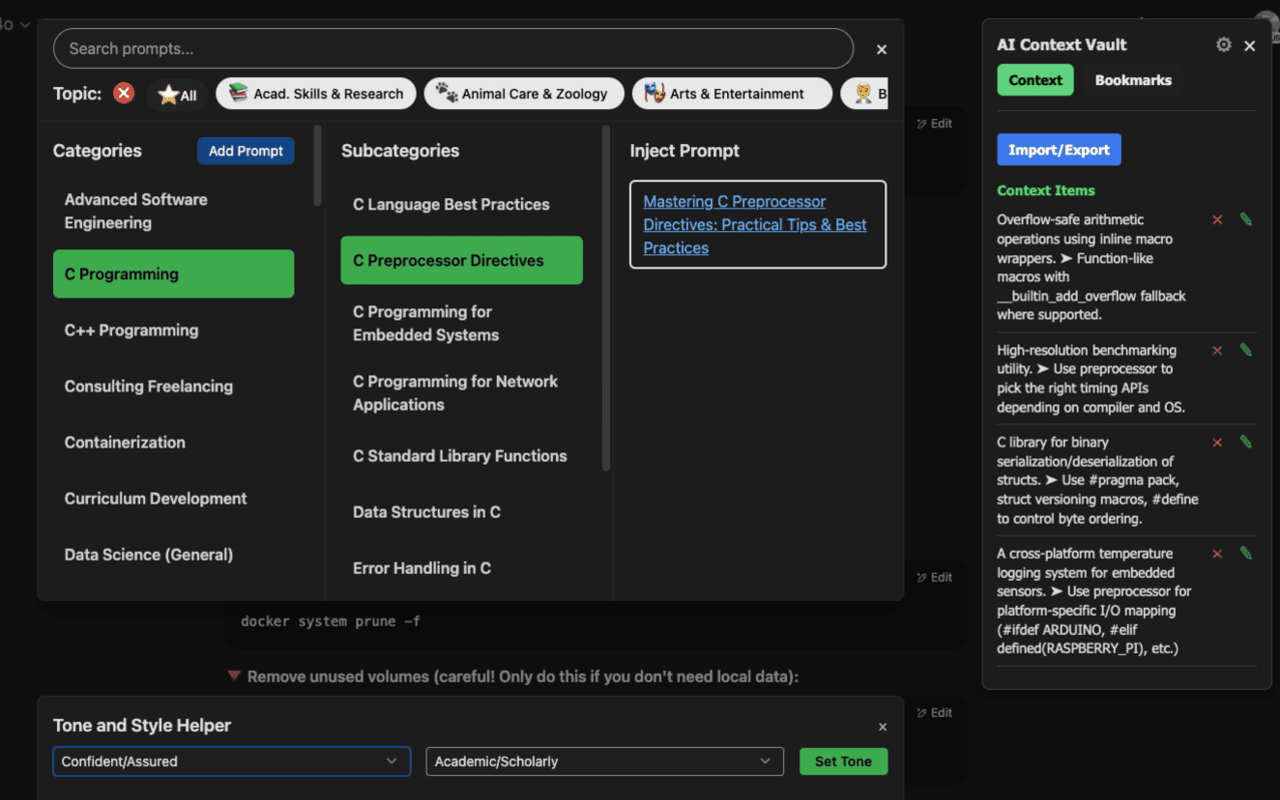 4o
Search prompts...
×
Topic:
All
Acad. Skills & Research
Animal Care & Zoology
Arts & Entertainment
B
Categories
Add Prompt
Advanced Software
Engineering
C Programming
C++ Programming
Consulting Freelancing
Containerization
Curriculum Development
Data Science (General)
Subcategories
C Language Best Practices
C Preprocessor Directives
C Programming for
Embedded Systems
C Programming for Network
Applications
C Standard Library Functions
Data Structures in C
Error Handling in C
Inject Prompt
Mastering C Preprocessor
Directives: Practical Tips & Best
Practices
Edit
Edit
docker system prune -f
Remove unused volumes (careful! Only do this if you don't need local data):
Edit
Tone and Style Helper
×
Confident/Assured
Academic/Scholarly
Set Tone
AI Context Vault
×
Context
Bookmarks
Import/Export
Context Items
Overflow-safe arithmetic
operations using inline macro
wrappers. ➤ Function-like
macros with
__builtin_add_overflow fallback
where supported.
High-resolution benchmarking
utility. ➤ Use preprocessor to
pick the right timing APIs
depending on compiler and OS.
C library for binary
serialization/deserialization of
structs. ➤ Use #pragma pack,
struct versioning macros, #define
to control byte ordering.
A cross-platform temperature
logging system for embedded
sensors. ➤ Use preprocessor for
platform-specific I/O mapping
(#ifdef ARDUINO, #elif
defined(RASPBERRY_PI), etc.)